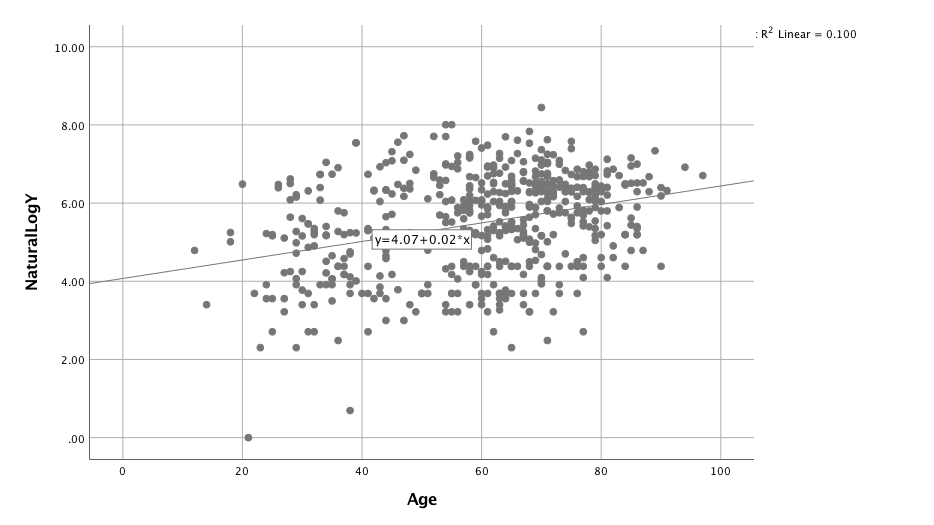 : R² Linear = 0.100
10.00
8.00
6.00
4.00
2.00
.00
NaturalLogY
y=4.07+0.02*x
0 20 40 60 80 100
Age